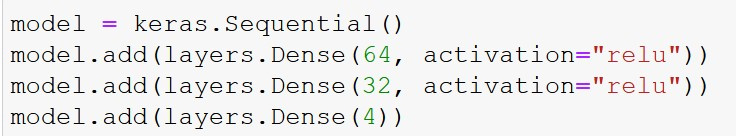 model = keras.Sequential()
model.add(layers.Dense(64, activation="relu"))
model.add(layers.Dense(32, activation="relu"))
model.add(layers.Dense(4))